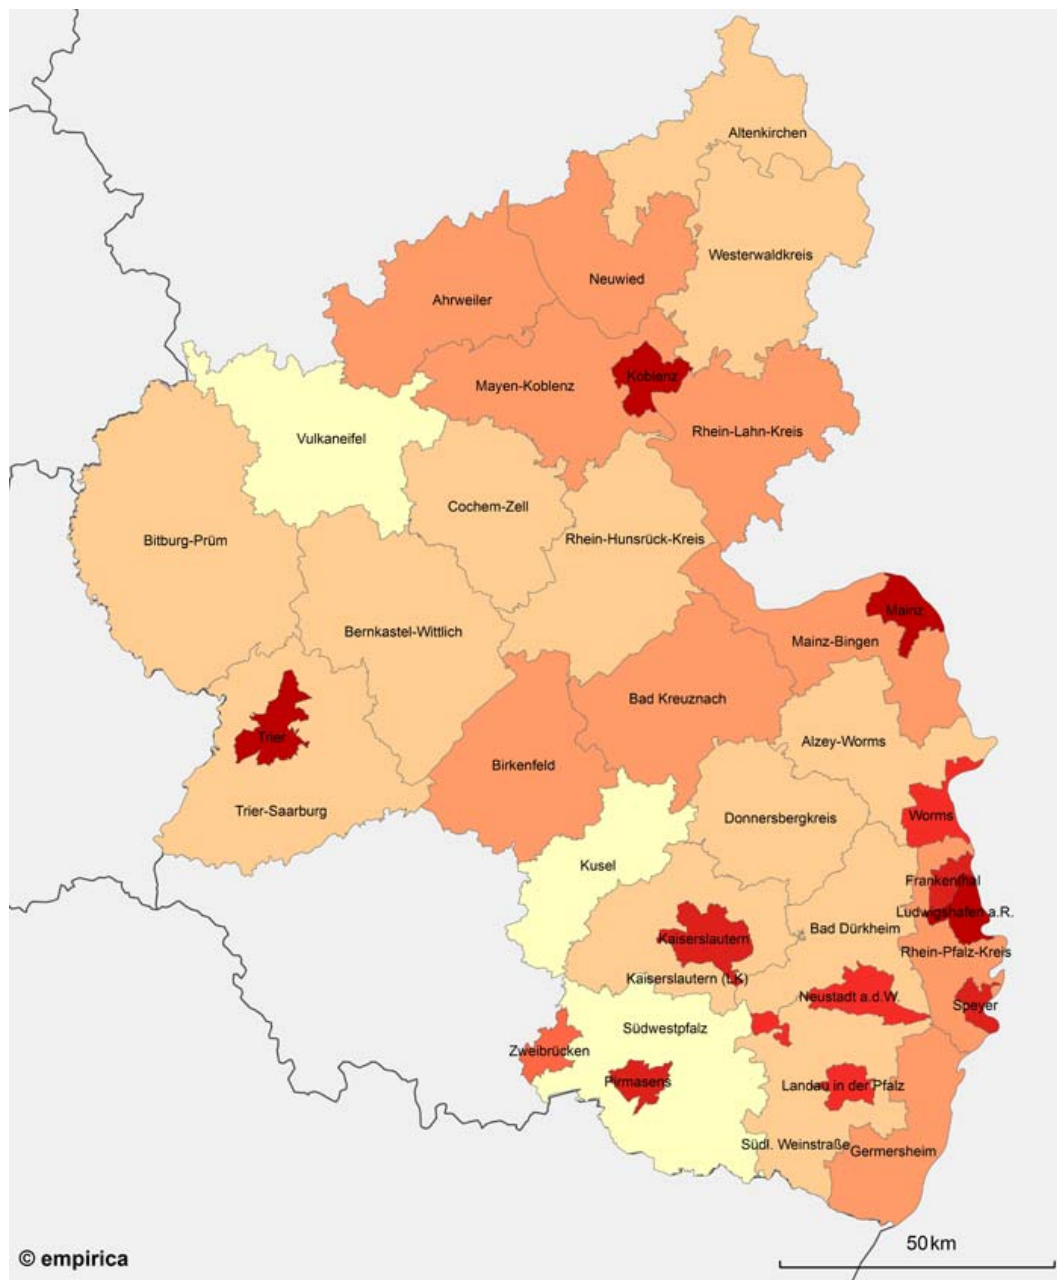 Altenkirchen
Westerwaldkreis
Neuwied
Ahrweiler
Koblenz
Mayen-Koblenz
Rhein-Lahn-Kreis
Vulkaneifel
Cochem-Zell
Rhein-Hunsrück-Kreis
Bitburg-Prüm
Mainz
Bernkastel-Wittlich
Mainz-Bingen
Bad Kreuznach
Trier
Alzey-Worms
Birkenfeld
Trier-Saarburg
Donnersbergkreis
Worms
Kusel
Frankenthal
Ludwigshafen a.R.
Bad Dürkheim
Kaiserslautern
Rhein-Pfalz-Kreis
Kaiserslautern (LK)
Neustadt a.d.W.
Speyer
Südwestpfalz
Zweibrücken
Pirmasens
Landau in der Pfalz
Südl. Weinstraße
Germersheim
50 km
© empirica